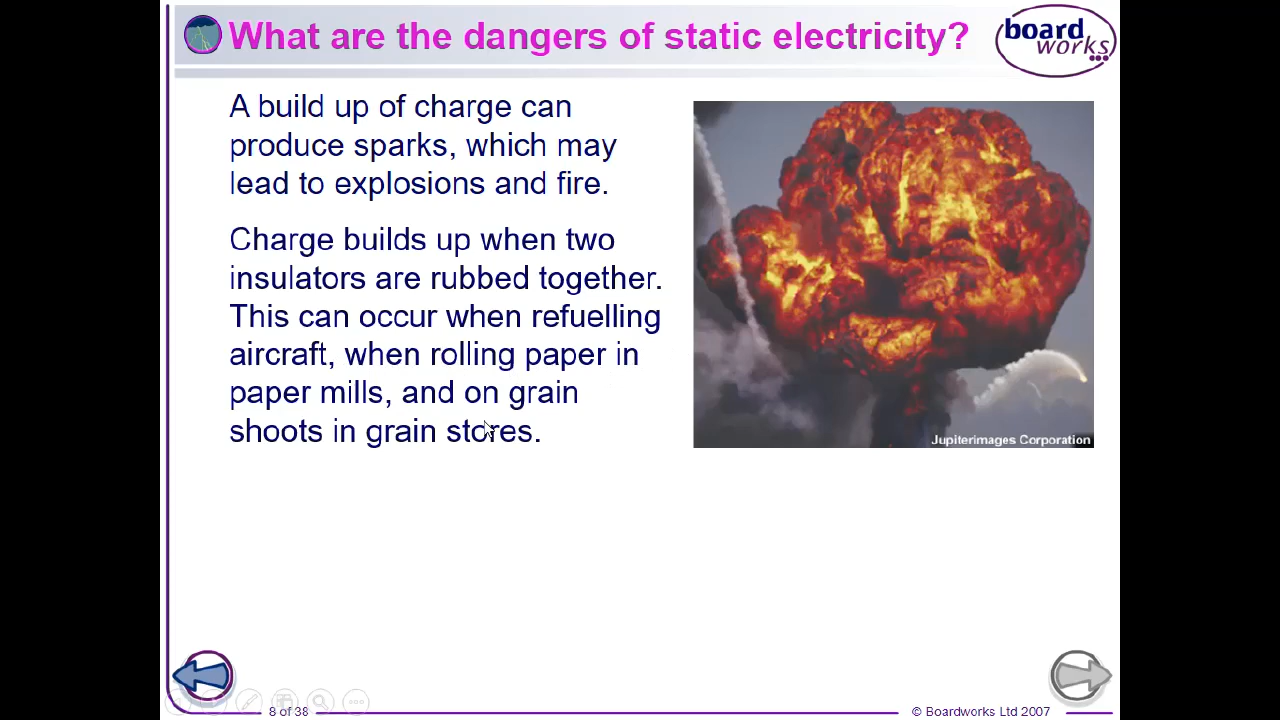 What are the dangers of static electricity?
board
works
A build up of charge can
produce sparks, which may
lead to explosions and fire.
Charge builds up when two
insulators are rubbed together.
This can occur when refuelling
aircraft, when rolling paper in
paper mills, and on grain
shoots in grain stores.
Jupiterimages Corporation
8 of 38
© Boardworks Ltd 2007